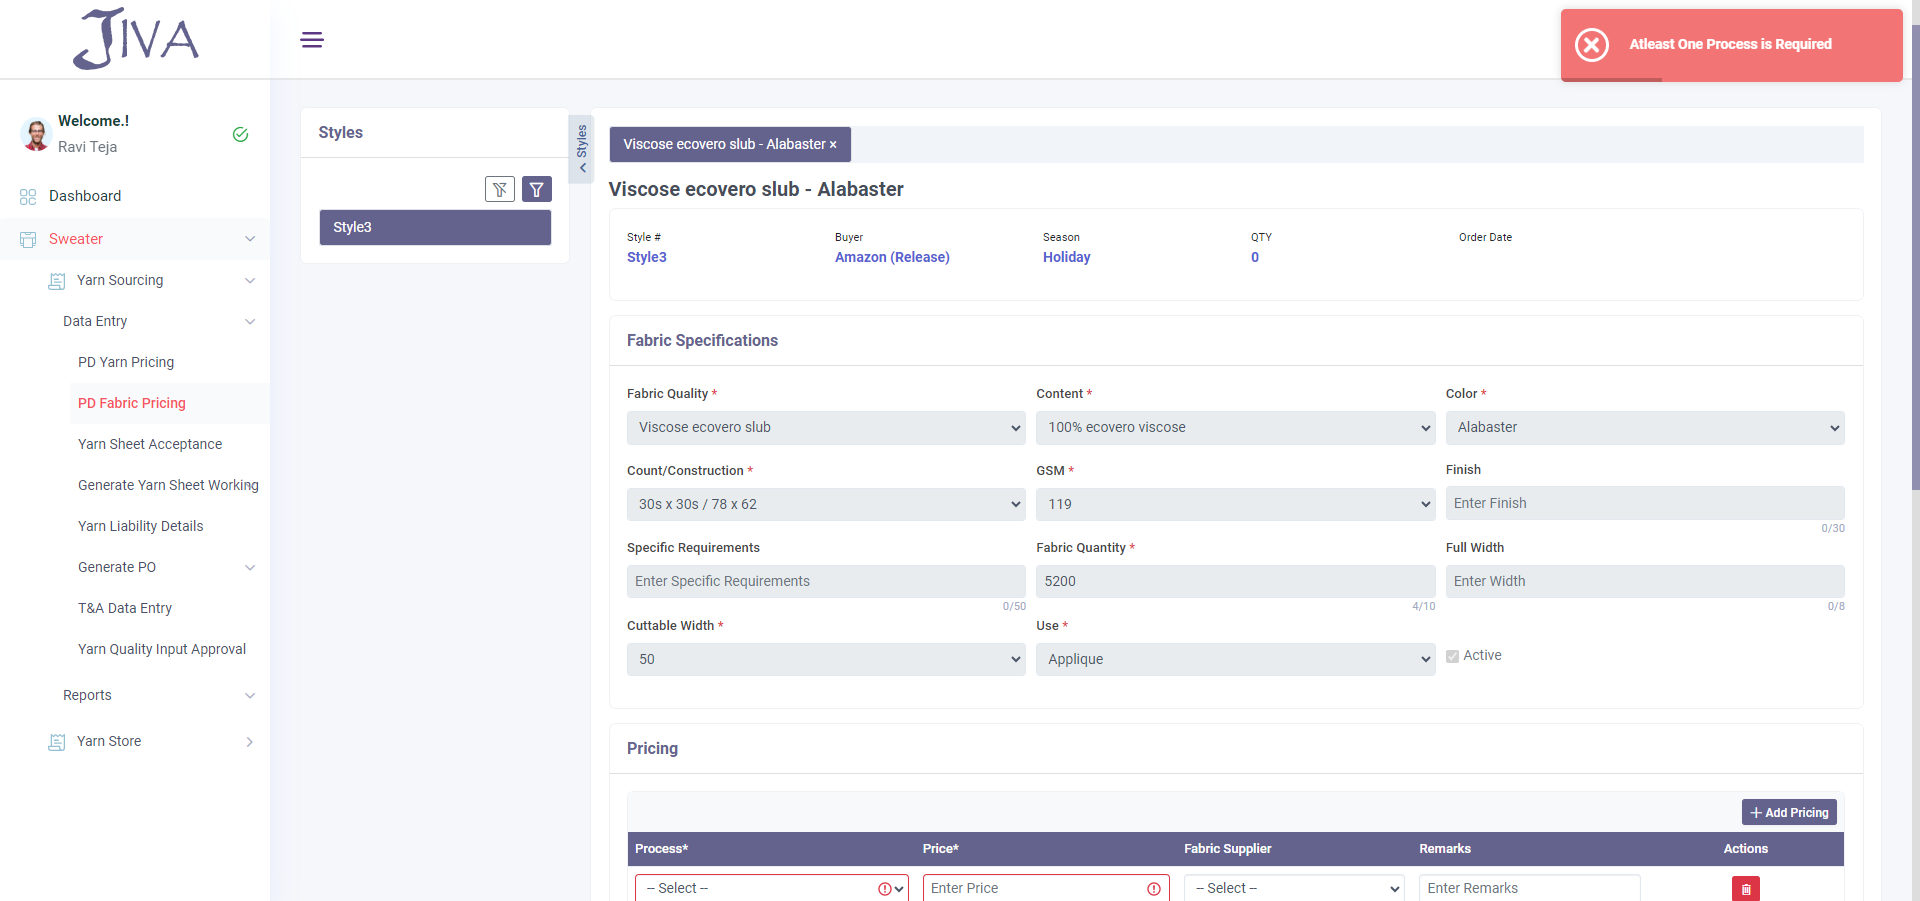 JIVA
Atleast One Process is Required
Welcome.!
Ravi Teja
Dashboard
Sweater
Yarn Sourcing
Data Entry
PD Yarn Pricing
PD Fabric Pricing
Yarn Sheet Acceptance
Generate Yarn Sheet Working
Yarn Liability Details
Generate PO
T&A Data Entry
Yarn Quality Input Approval
Reports
Yarn Store
Styles
Style3
Styles
Viscose ecovero slub - Alabaster ×
Viscose ecovero slub - Alabaster
Style # Buyer Season QTY Order Date
Style3 Amazon (Release) Holiday 0
Fabric Specifications
Fabric Quality * Content * Color *
Viscose ecovero slub 100% ecovero viscose Alabaster
Count/Construction * GSM * Finish
30s x 30s / 78 x 62 119 Enter Finish
0/30
Specific Requirements Fabric Quantity * Full Width
Enter Specific Requirements 5200 Enter Width
0/50 4/10 0/8
Cuttable Width * Use *
50 Applique Active
Pricing
+ Add Pricing
Process* Price* Fabric Supplier Remarks Actions
-- Select -- Enter Price -- Select -- Enter Remarks